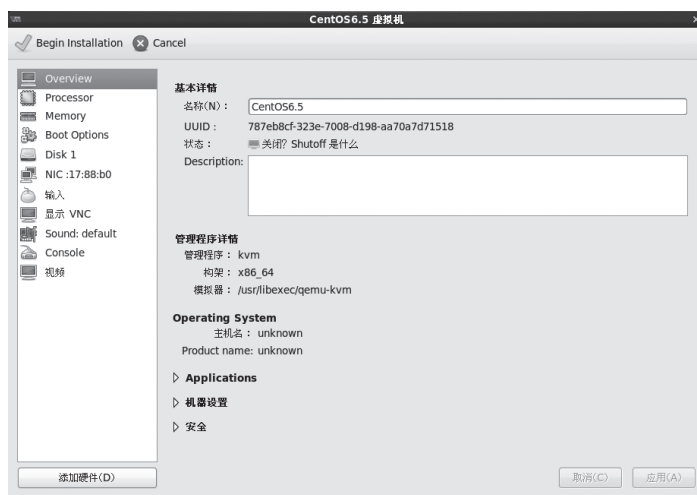 CentOS6.5 虚拟机
Begin Installation Cancel
Overview
Processor
Memory
Boot Options
Disk 1
NIC :17:88:b0
输入
显示 VNC
Sound: default
Console
视频
添加硬件(D)
基本详情
名称(N)： CentOS6.5
UUID： 787eb8cf-323e-7008-d198-aa70a7d71518
状态： 关闭? Shutoff 是什么
Description:
管理程序详情
管理程序： kvm
构架： x86_64
模拟器： /usr/libexec/qemu-kvm
Operating System
主机名： unknown
Product name: unknown
Applications
机器设置
安全
取消(C) 应用(A)